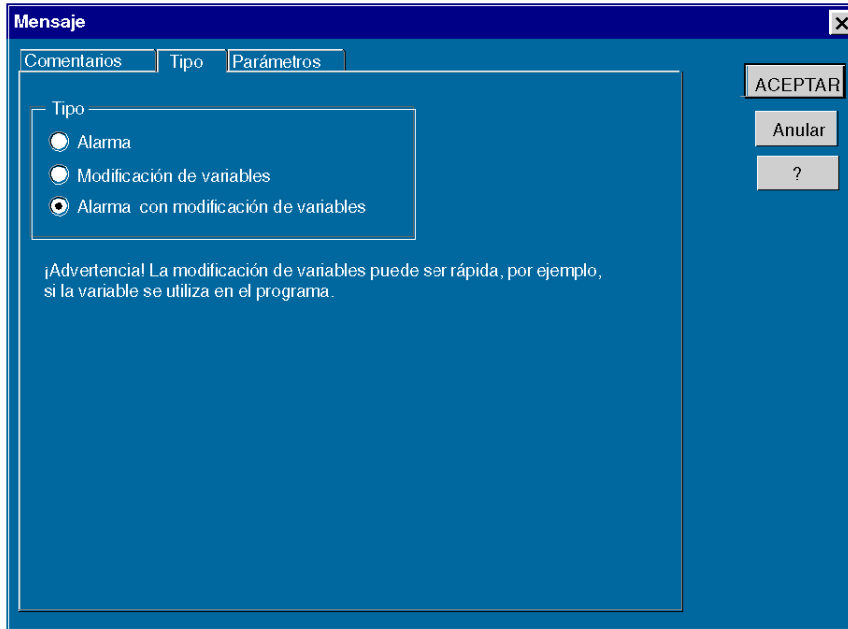 Mensaje
Comentarios
Tipo
Parámetros
ACEPTAR
Anular
?
Tipo
Alarma
Modificación de variables
Alarma con modificación de variables
¡Advertencia! La modificación de variables puede ser rápida, por ejemplo,
si la variable se utiliza en el programa.